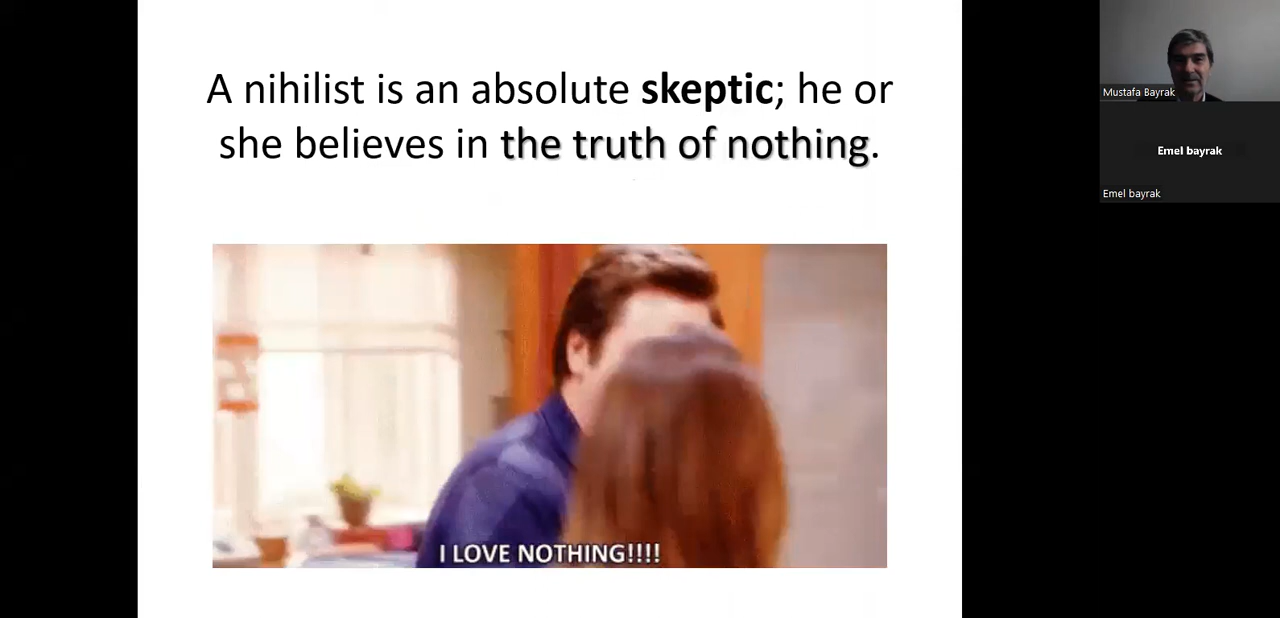 A nihilist is an absolute skeptic; he or
she believes in the truth of nothing.
I LOVE NOTHING!!!!
Mustafa Bayrak
Emel bayrak
Emel bayrak